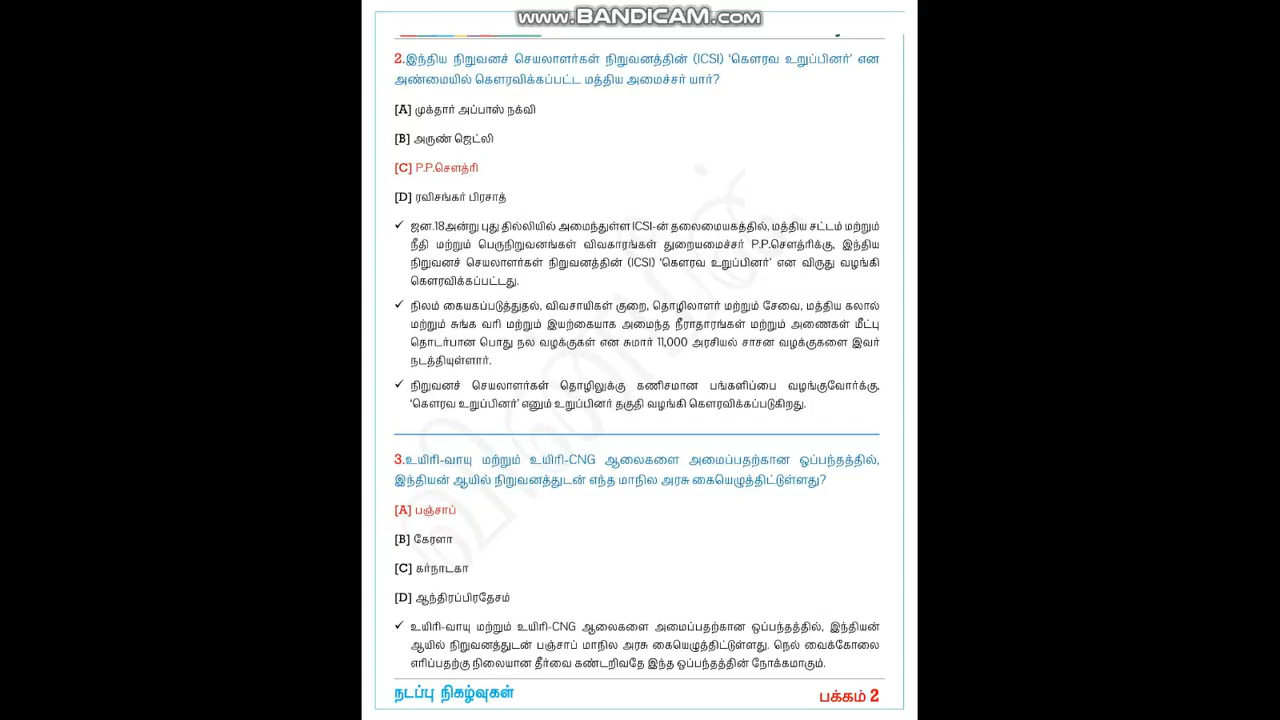 www.BANDICAM.com
2.இந்திய நிறுவனச் செயலாளர்கள் நிறுவனத்தின் (ICSI) ‘கௌரவ உறுப்பினர்’ என
அண்மையில் கௌரவிக்கப்பட்ட மத்திய அமைச்சர் யார்?
[A] முக்தார் அப்பாஸ் நக்வி
[B] அருண் ஜெட்லி
[C] P.P.சௌத்ரி
[D] ரவிசங்கர் பிரசாத்
✓ ஜன.18அன்று புது தில்லியில் அமைந்துள்ள ICSI-ன் தலைமையகத்தில், மத்திய சட்டம் மற்றும்
நீதி மற்றும் பெருநிறுவனங்கள் விவகாரங்கள் துறையமைச்சர் P.P.சௌத்ரிக்கு, இந்திய
நிறுவனச் செயலாளர்கள் நிறுவனத்தின் (ICSI) ‘கௌரவ உறுப்பினர்’ என விருது வழங்கி
கௌரவிக்கப்பட்டது.
✓ நிலம் கையகப்படுத்துதல், விவசாயிகள் குறை, தொழிலாளர் மற்றும் சேவை, மத்திய கலால்
மற்றும் சுங்க வரி மற்றும் இயற்கையாக அமைந்த நீராதாரங்கள் மற்றும் அணைகள் மீட்பு
தொடர்பான பொது நல வழக்குகள் என சுமார் 11,000 அரசியல் சாசன வழக்குகளை இவர்
நடத்தியுள்ளார்.
✓ நிறுவனச் செயலாளர்கள் தொழிலுக்கு கணிசமான பங்களிப்பை வழங்குவோர்க்கு,
‘கௌரவ உறுப்பினர்’ எனும் உறுப்பினர் தகுதி வழங்கி கௌரவிக்கப்படுகிறது.
3.உயிரி-வாயு மற்றும் உயிரி-CNG ஆலைகளை அமைப்பதற்கான ஒப்பந்தத்தில்,
இந்தியன் ஆயில் நிறுவனத்துடன் எந்த மாநில அரசு கையெழுத்திட்டுள்ளது?
[A] பஞ்சாப்
[B] கேரளா
[C] கர்நாடகா
[D] ஆந்திரப்பிரதேசம்
✓ உயிரி-வாயு மற்றும் உயிரி-CNG ஆலைகளை அமைப்பதற்கான ஒப்பந்தத்தில், இந்தியன்
ஆயில் நிறுவனத்துடன் பஞ்சாப் மாநில அரசு கையெழுத்திட்டுள்ளது. நெல் வைக்கோலை
எரிப்பதற்கு நிலையான தீர்வை கண்டறிவதே இந்த ஒப்பந்தத்தின் நோக்கமாகும்.
நடப்பு நிகழ்வுகள்
பக்கம் 2